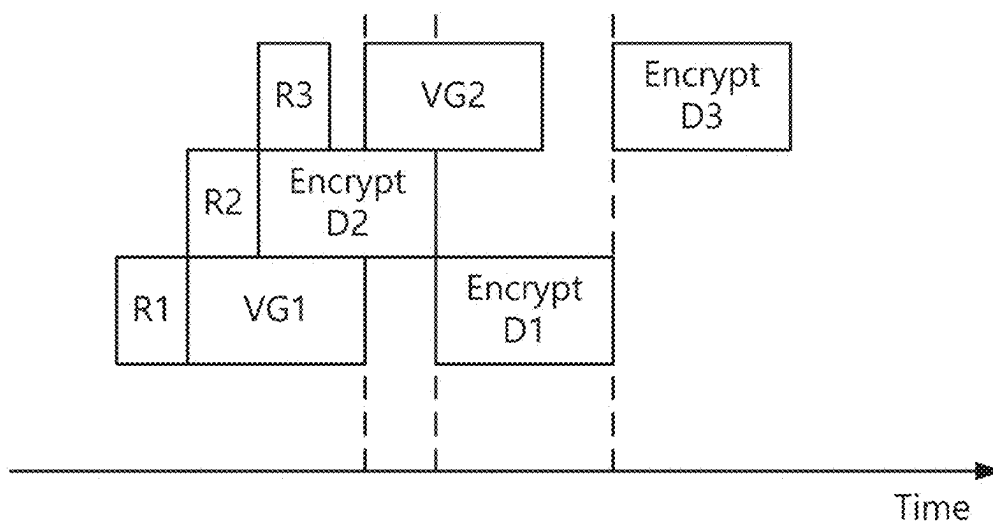 R3
VG2
Encrypt
D3
R2
Encrypt
D2
R1
VG1
Encrypt
D1
Time